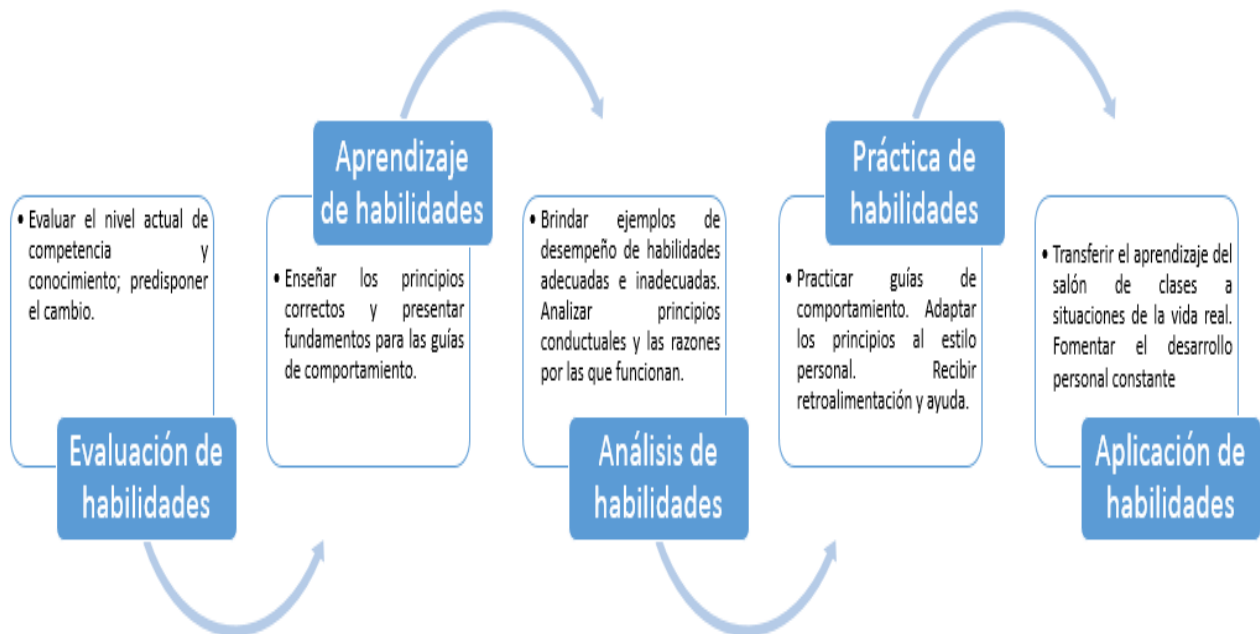 • Evaluar el nivel actual de
competencia y
conocimiento; predisponer
el cambio.
Evaluación de
habilidades
Aprendizaje
de habilidades
• Enseñar los principios
correctos y presentar
fundamentos para las guías
de comportamiento.
• Brindar ejemplos de
desempeño de habilidades
adecuadas e inadecuadas.
Analizar principios
conductuales y las razones
por las que funcionan.
Análisis de
habilidades
Práctica de
habilidades
• Practicar guías de
comportamiento. Adaptar
los principios al estilo
personal. Recibir
retroalimentación y ayuda.
• Transferir el aprendizaje del
salón de clases a
situaciones de la vida real.
Fomentar el desarrollo
personal constante
Aplicación de
habilidades